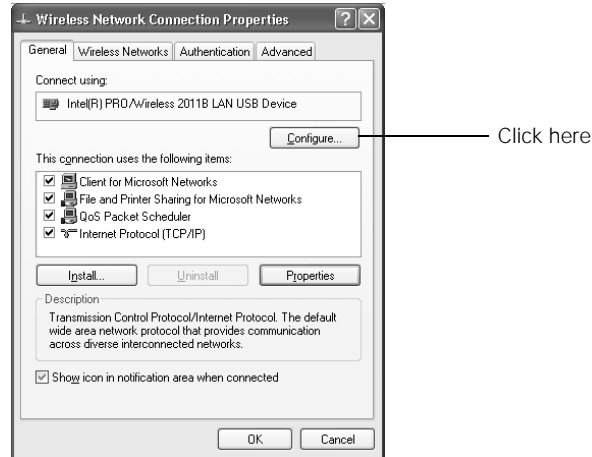 Wireless Network Connection Properties
General Wireless Networks Authentication Advanced
Connect using:
Intel(R) PRO/Wireless 2011B LAN USB Device
Configure...
Click here
This connection uses the following items:
Client for Microsoft Networks
File and Printer Sharing for Microsoft Networks
QoS Packet Scheduler
Internet Protocol (TCP/IP)
Install... Uninstall Properties
Description
Transmission Control Protocol/Internet Protocol. The default
wide area network protocol that provides communication
across diverse interconnected networks.
Show icon in notification area when connected
OK Cancel